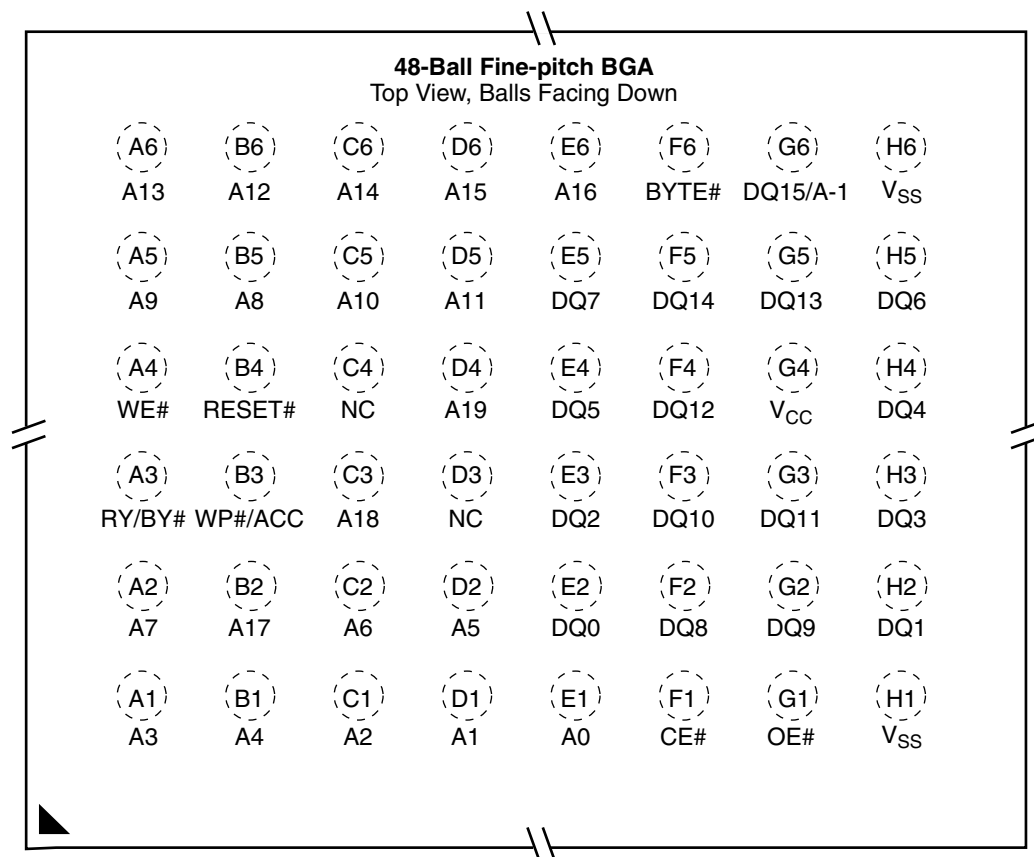 48-Ball Fine-pitch BGA
Top View, Balls Facing Down
A6 B6 C6 D6 E6 F6 G6 H6
A13 A12 A14 A15 A16 BYTE# DQ15/A-1 VSS
A5 B5 C5 D5 E5 F5 G5 H5
A9 A8 A10 A11 DQ7 DQ14 DQ13 DQ6
A4 B4 C4 D4 E4 F4 G4 H4
WE# RESET# NC A19 DQ5 DQ12 VCC DQ4
A3 B3 C3 D3 E3 F3 G3 H3
RY/BY# WP#/ACC A18 NC DQ2 DQ10 DQ11 DQ3
A2 B2 C2 D2 E2 F2 G2 H2
A7 A17 A6 A5 DQ0 DQ8 DQ9 DQ1
A1 B1 C1 D1 E1 F1 G1 H1
A3 A4 A2 A1 A0 CE# OE# VSS